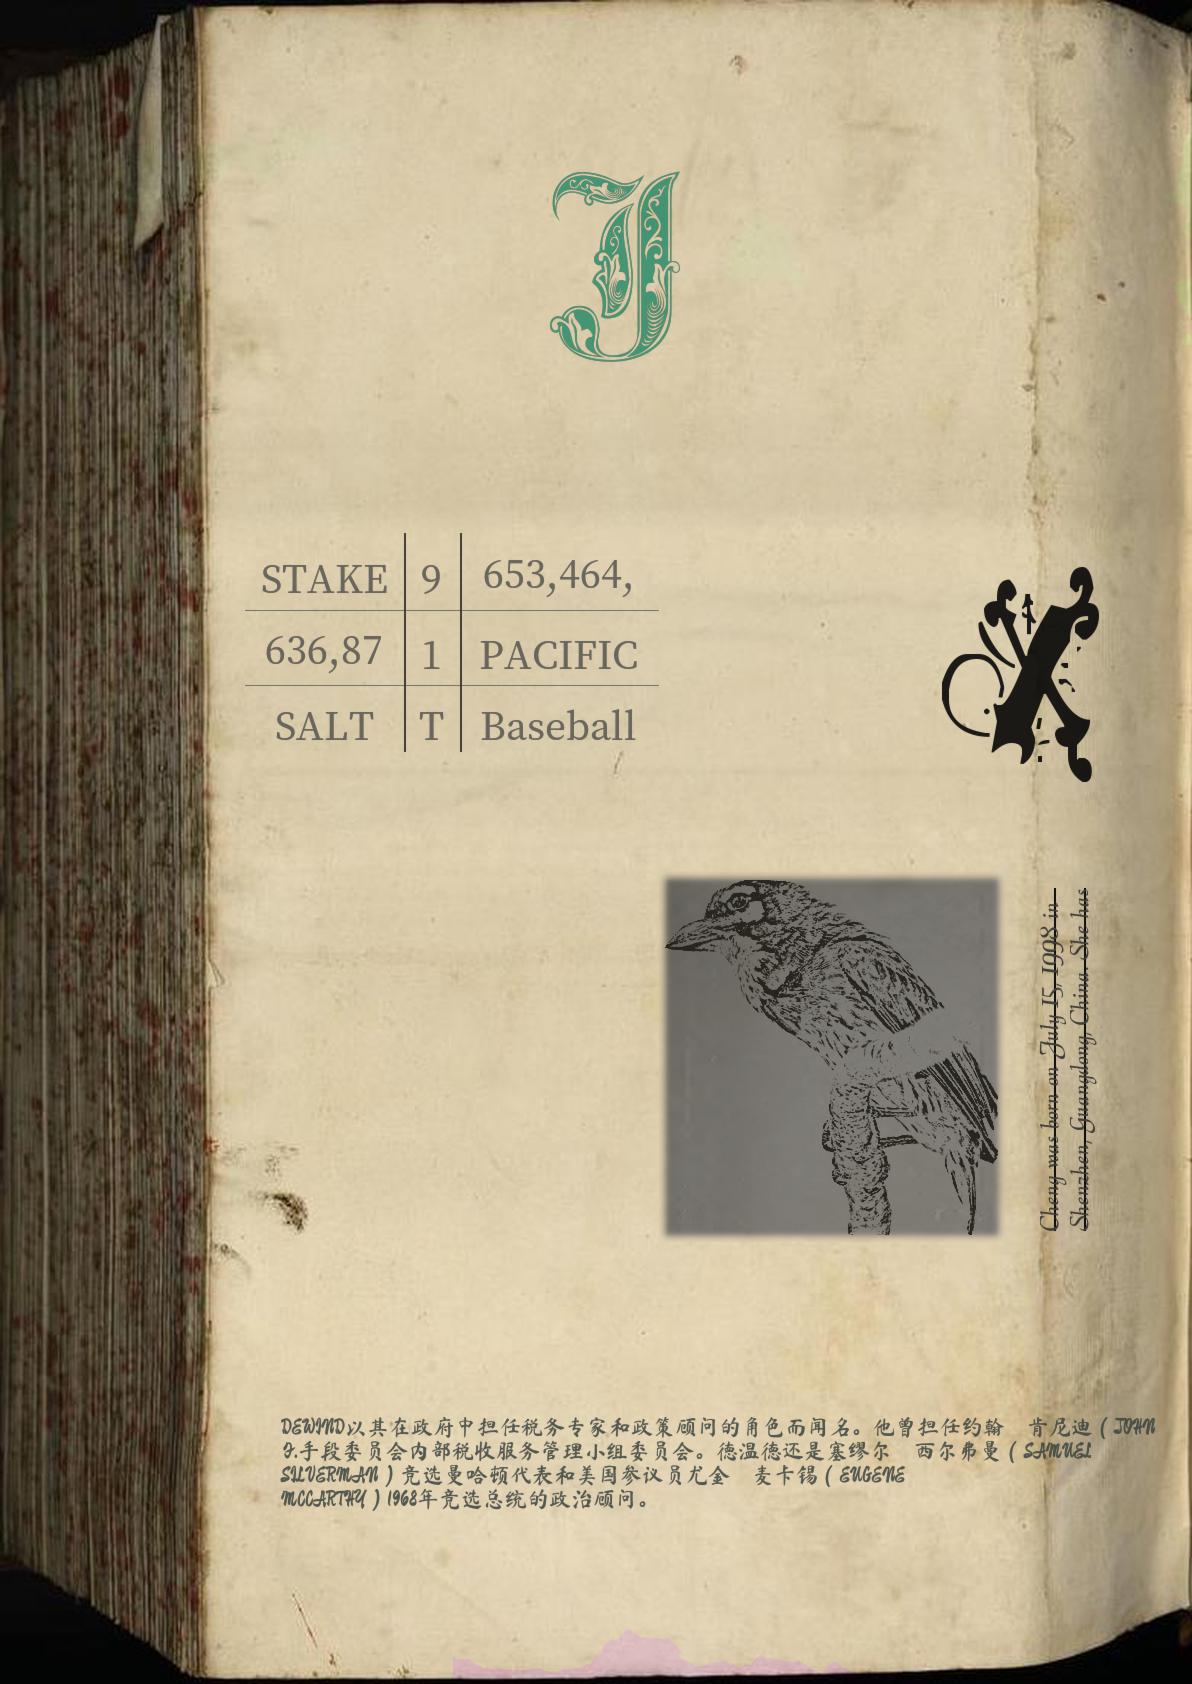 J
STAKE 9 653,464,
636,87 1 PACIFIC
SALT T Baseball
X
Cheng was born on July 15, 1998 in
Shenzhen, Guangdong, China. She has
DEWIND以其在政府中担任税务专家和政策顾问的角色而闻名。他曾担任约翰 肯尼迪（JOHN
F.手段委员会内部税收服务管理小组委员会。德温德还是塞缪尔 西尔弗曼（SAMUEL
SILVERMAN）竞选曼哈顿代表和美国参议员尤金 麦卡锡（EUGENE
MCCARTHY）1968年竞选总统的政治顾问。